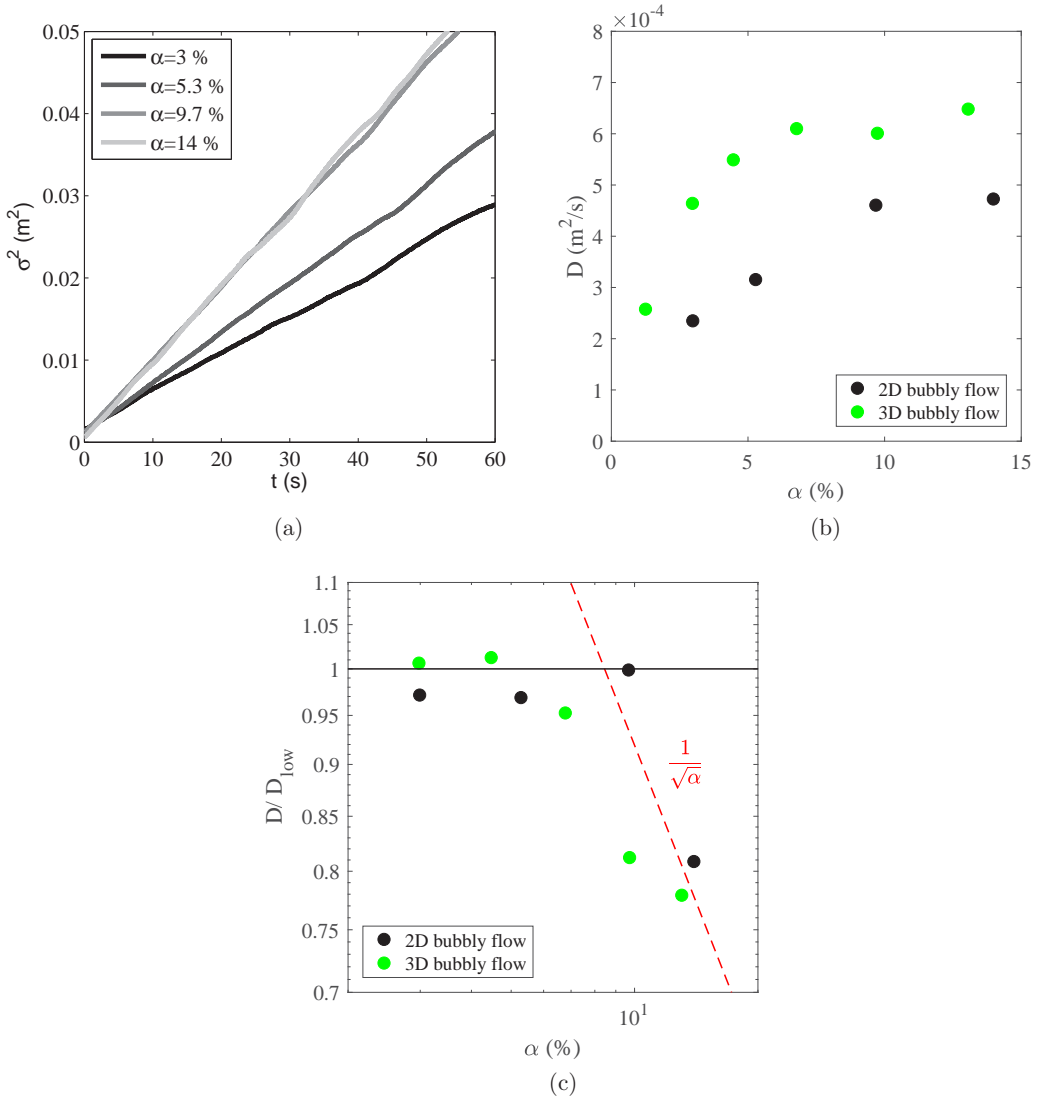 0.05
0.04
0.03
0.02
0.01
0
σ² (m²)
α=3 %
α=5.3 %
α=9.7 %
α=14 %
0 10 20 30 40 50 60
t (s)
(a)
×10⁻⁴
8
7
6
5
4
3
2
1
0
D (m²/s)
2D bubbly flow
3D bubbly flow
0 5 10 15
α (%)
(b)
1.1
1.05
1
0.95
0.9
0.85
0.8
0.75
0.7
D/ D_low
1
√α
2D bubbly flow
3D bubbly flow
10¹
α (%)
(c)